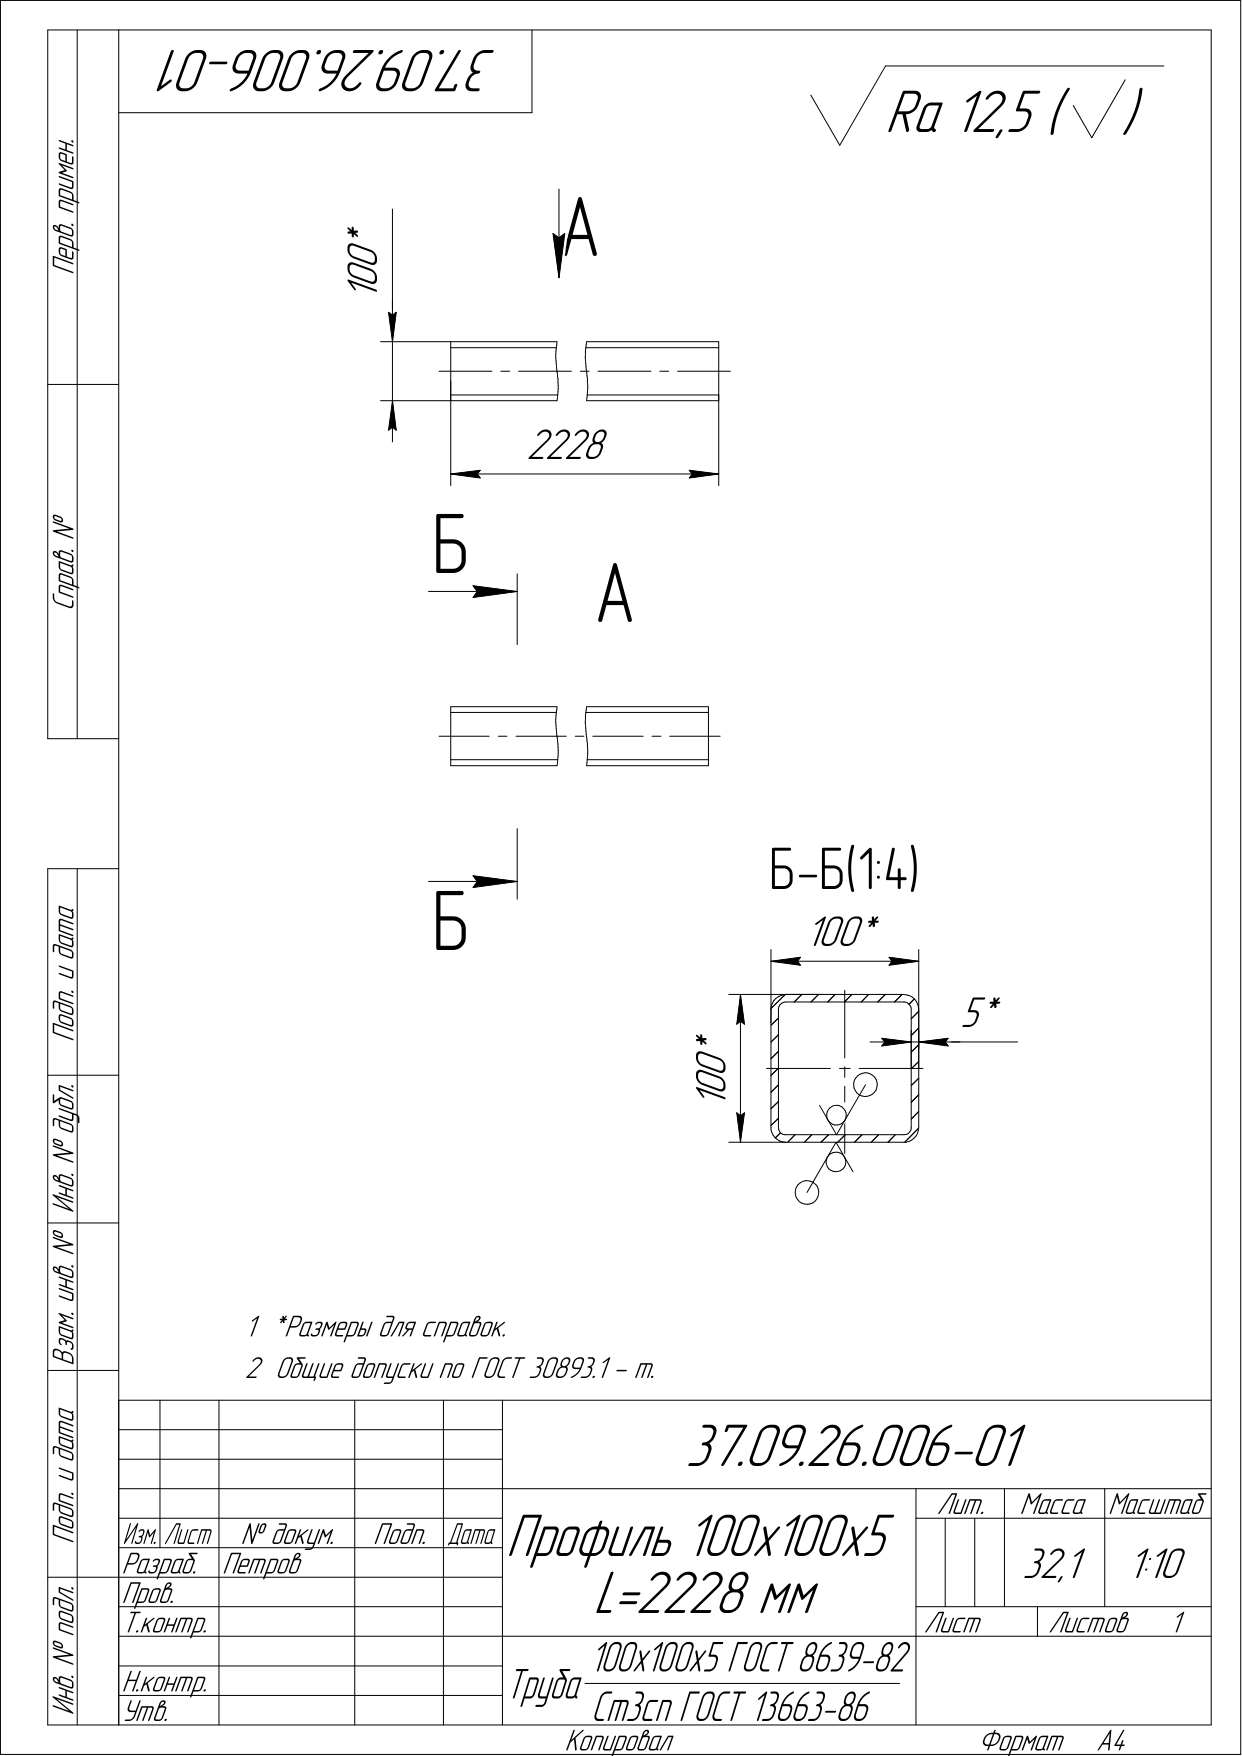 37.09.26.006-01
Ra 12,5 (√)
Перв. примен.
Справ. №
Подп. и дата
Инв. № дубл.
Взам. инв. №
Подп. и дата
Инв. № подл.
А
100*
2228
Б
А
Б
Б-Б(1:4)
100*
5*
100*
1 *Размеры для справок.
2 Общие допуски по ГОСТ 30893.1 – m.
37.09.26.006-01
Лит. Масса Масштаб
Изм. Лист № докум. Подп. Дата
Разраб. Петров
Пров.
Т.контр.
Н.контр.
Утв.
Профиль 100x100x5
L=2228 мм
32,1 1:10
Лист Листов 1
Труба 100x100x5 ГОСТ 8639-82
Ст3сп ГОСТ 13663-86
Копировал Формат А4